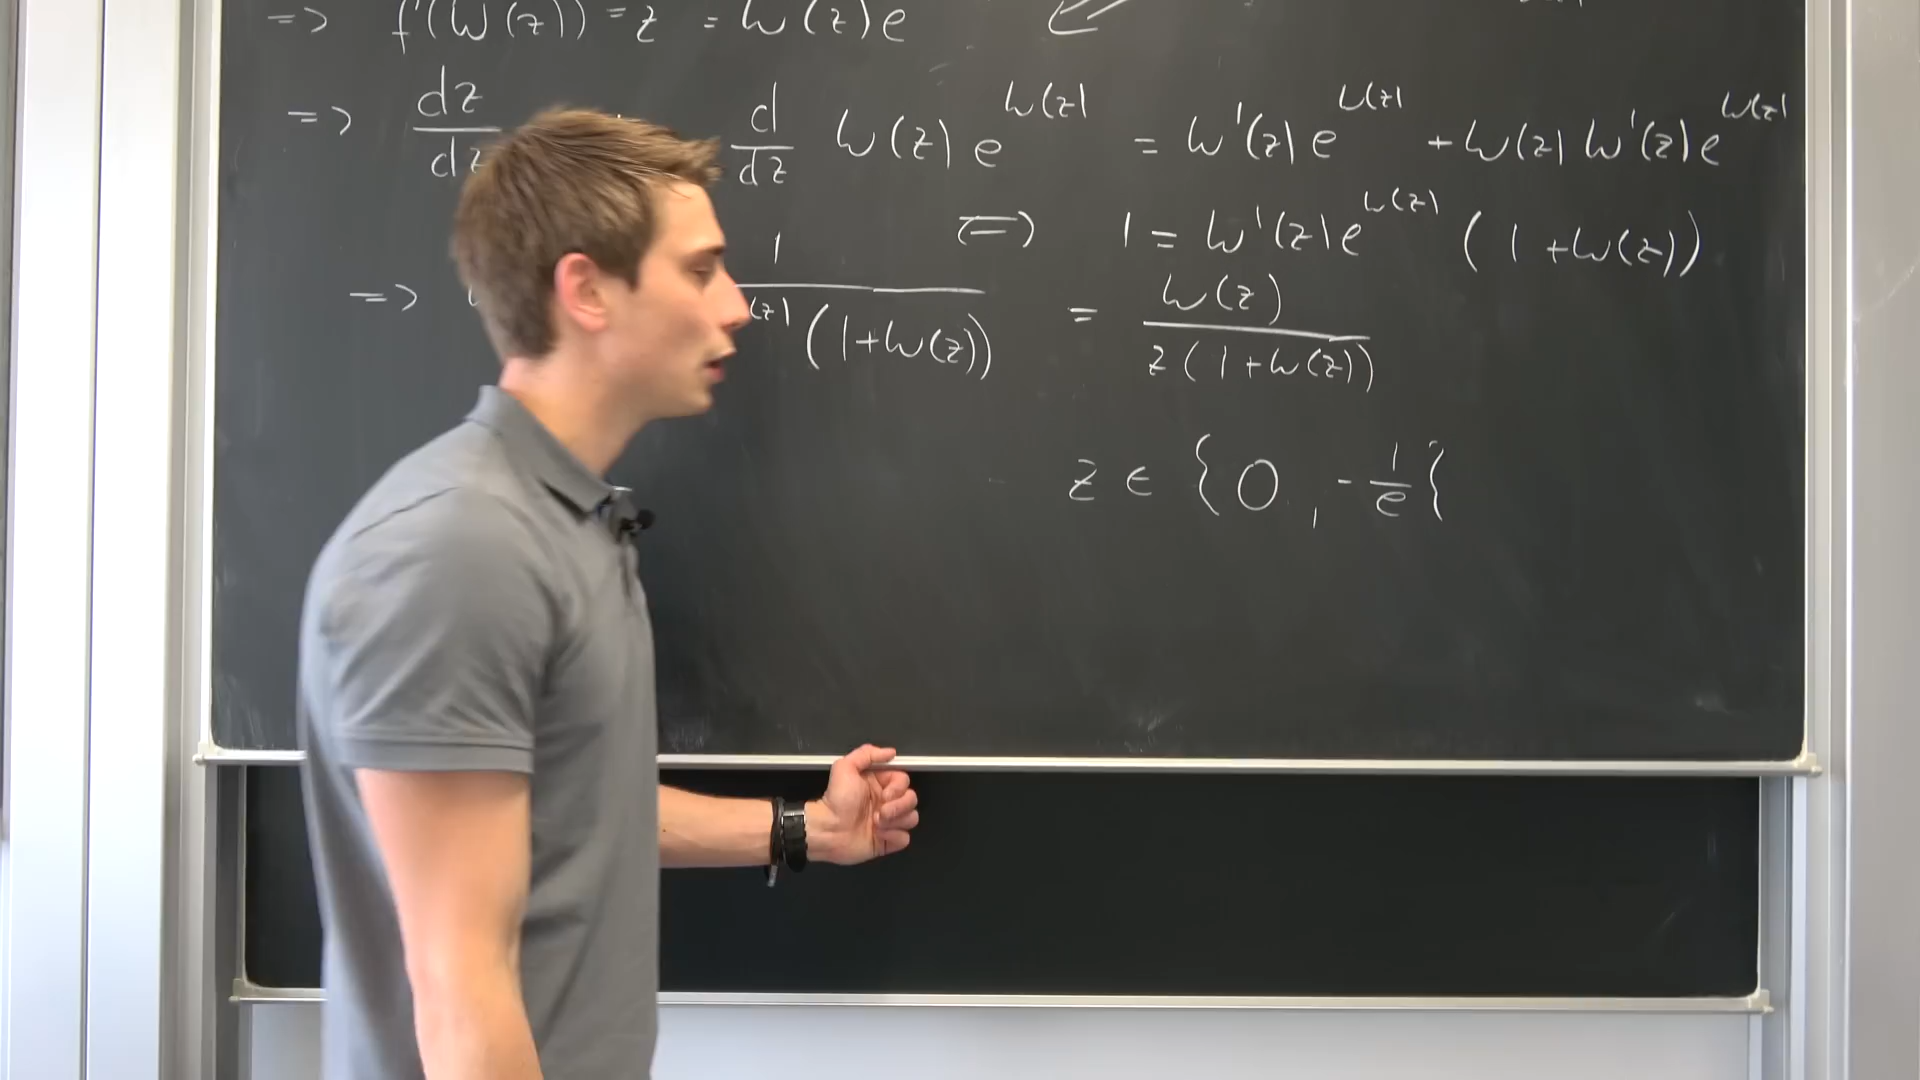 => f(W(z)) = z = W(z)e
=> dz/dz d/dz W(z)e^W(z) = W'(z)e^W(z) + W(z)W'(z)e^W(z)
<=> 1 = W'(z)e^W(z) (1+W(z))
=> 1/(z)(1+W(z)) = W(z)/z(1+W(z))
z ∈ {0, -1/e{